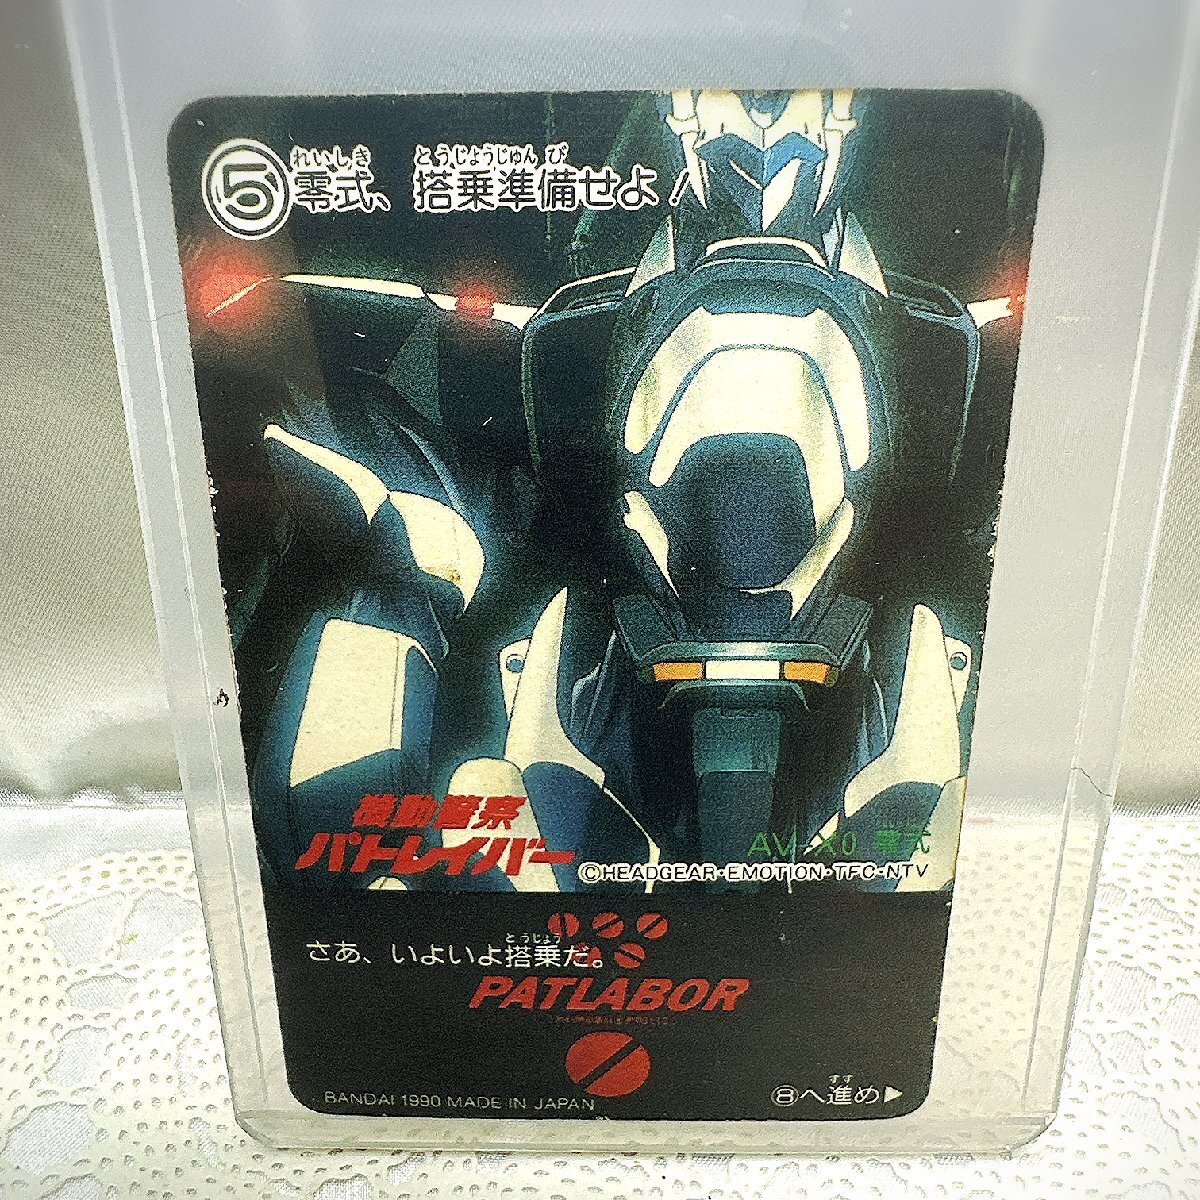 れいしき とうじょうじゅんび
⑤零式、搭乗準備せよ！
機動警察
パトレイバー
AV-X0 零式
©HEADGEAR・EMOTION・TFC・NTV
とうじょう
さあ、いよいよ搭乗だ。
PATLABOR
BANDAI 1990 MADE IN JAPAN
すす
⑧へ進め▶